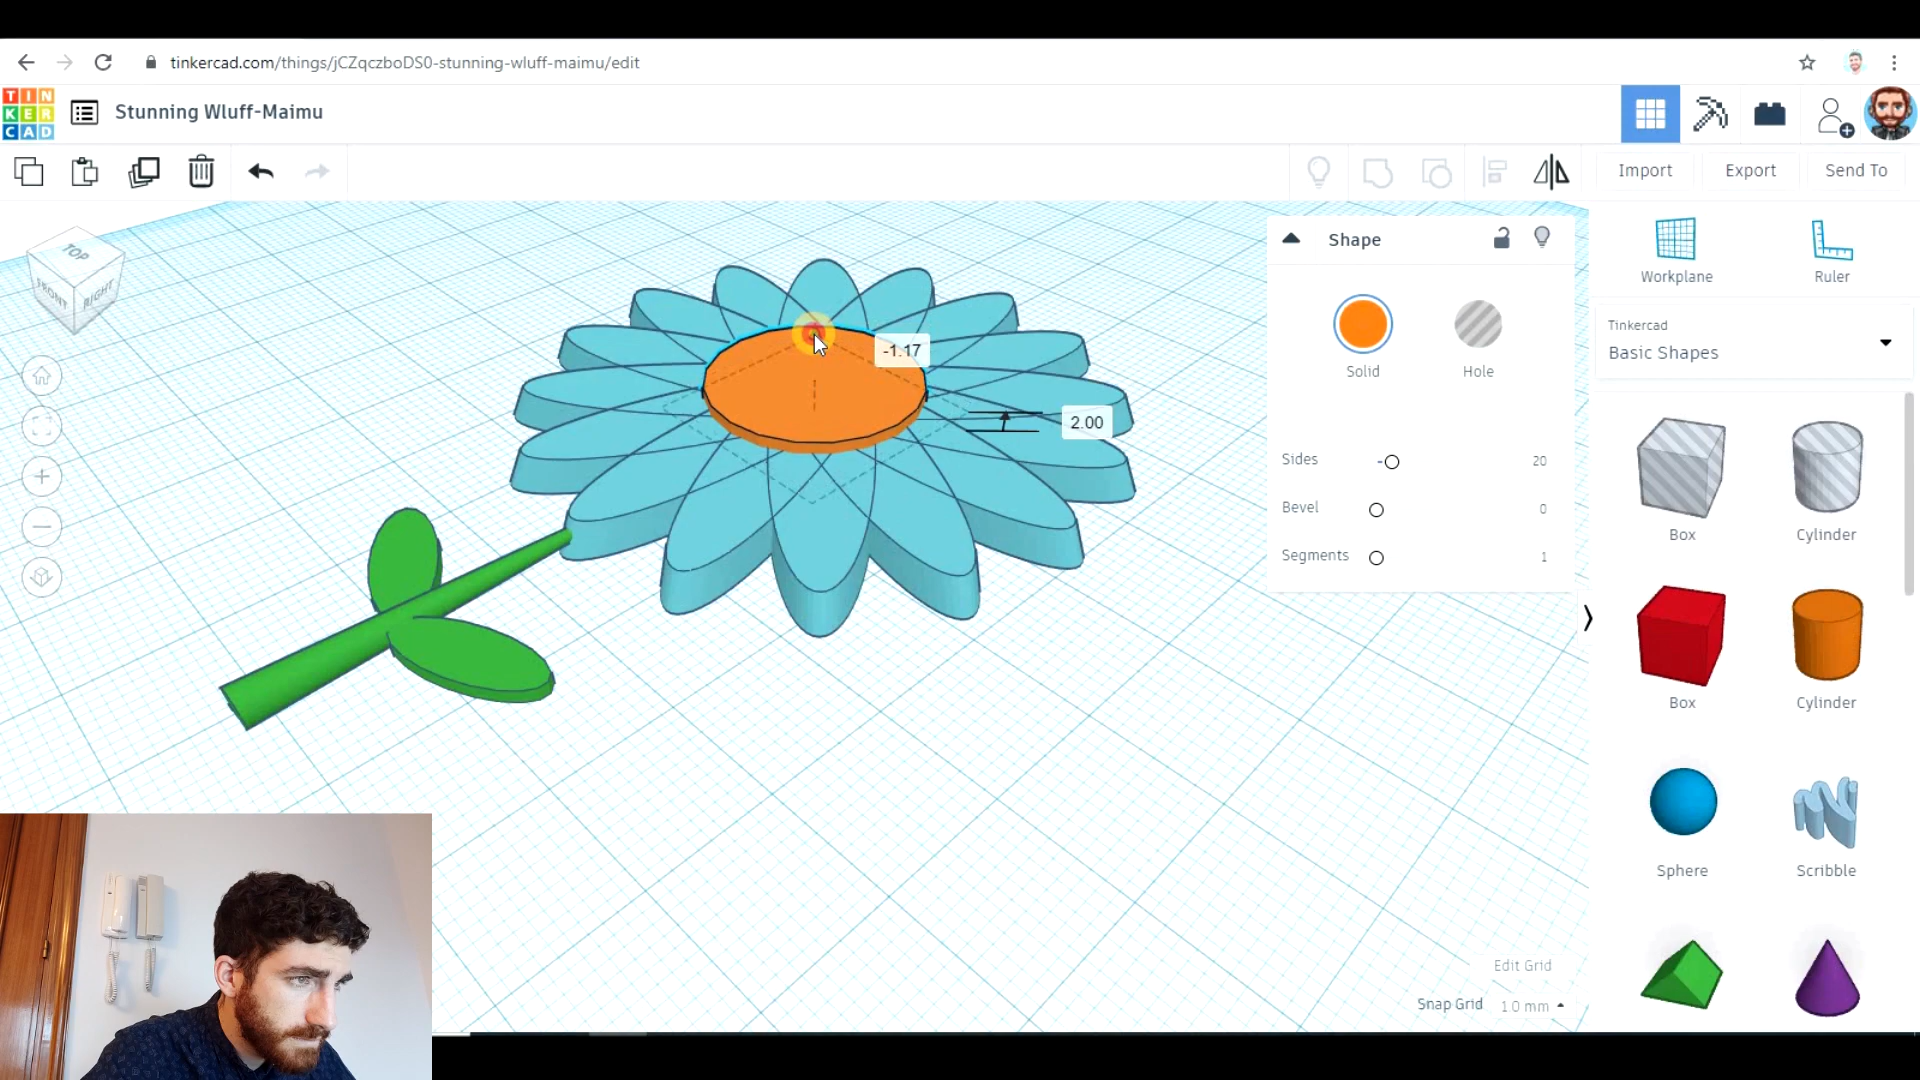 tinkercad.com/things/jCZqczboDS0-stunning-wluff-maimu/edit
TIN
KER
CAD
Stunning Wluff-Maimu
Import
Export
Send To
TOP
FRONT
RIGHT
Shape
Workplane
Ruler
Tinkercad
Basic Shapes
-1.17
Solid
Hole
2.00
Sides
20
Bevel
0
Segments
1
Box
Cylinder
Box
Cylinder
Sphere
Scribble
Edit Grid
Snap Grid
1.0 mm